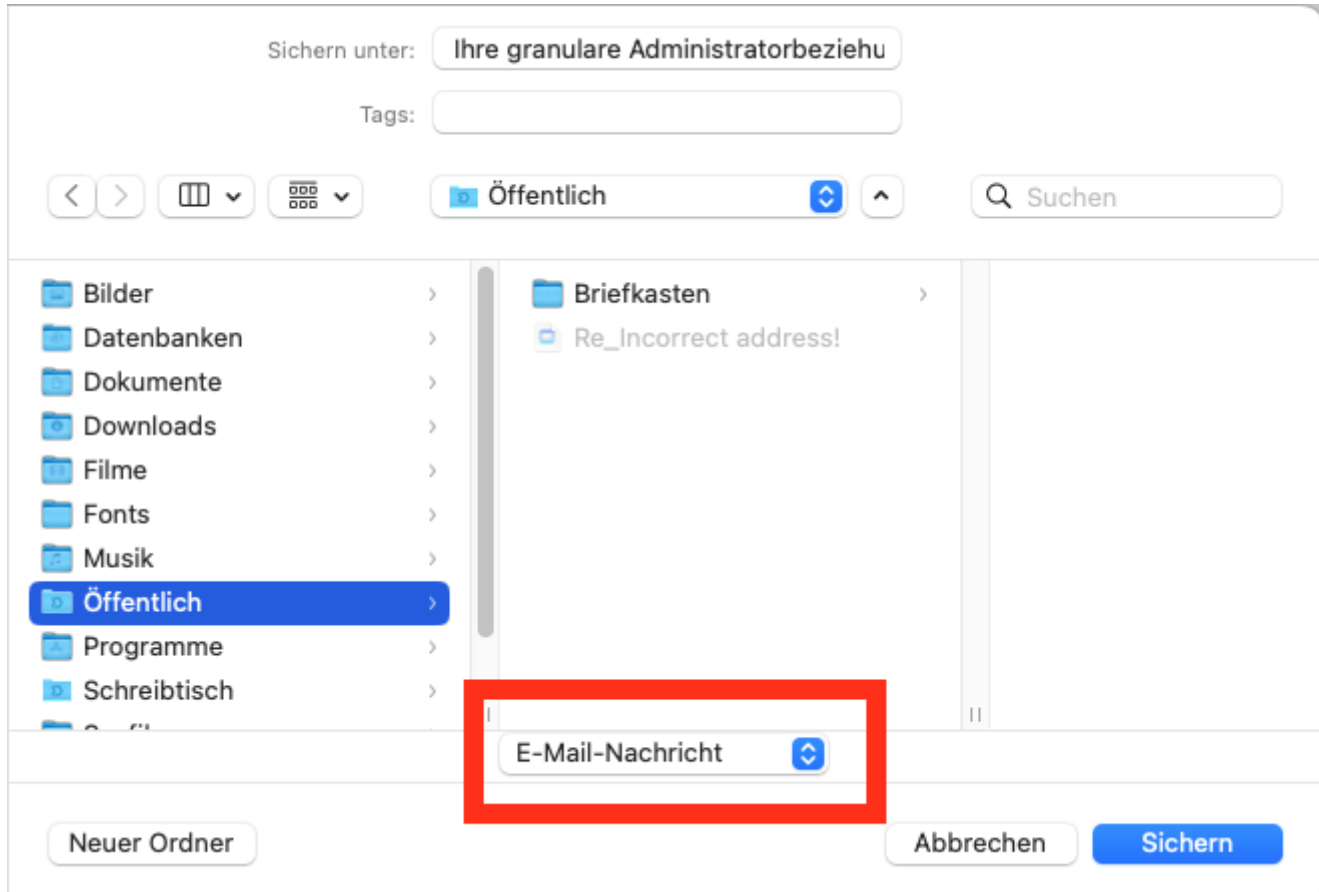 Sichern unter: Ihre granulare Administratorbeziehu
Tags:
Öffentlich
Suchen
Bilder
Datenbanken
Dokumente
Downloads
Filme
Fonts
Musik
Öffentlich
Programme
Schreibtisch
Briefkasten
Re_Incorrect address!
E-Mail-Nachricht
Neuer Ordner
Abbrechen
Sichern